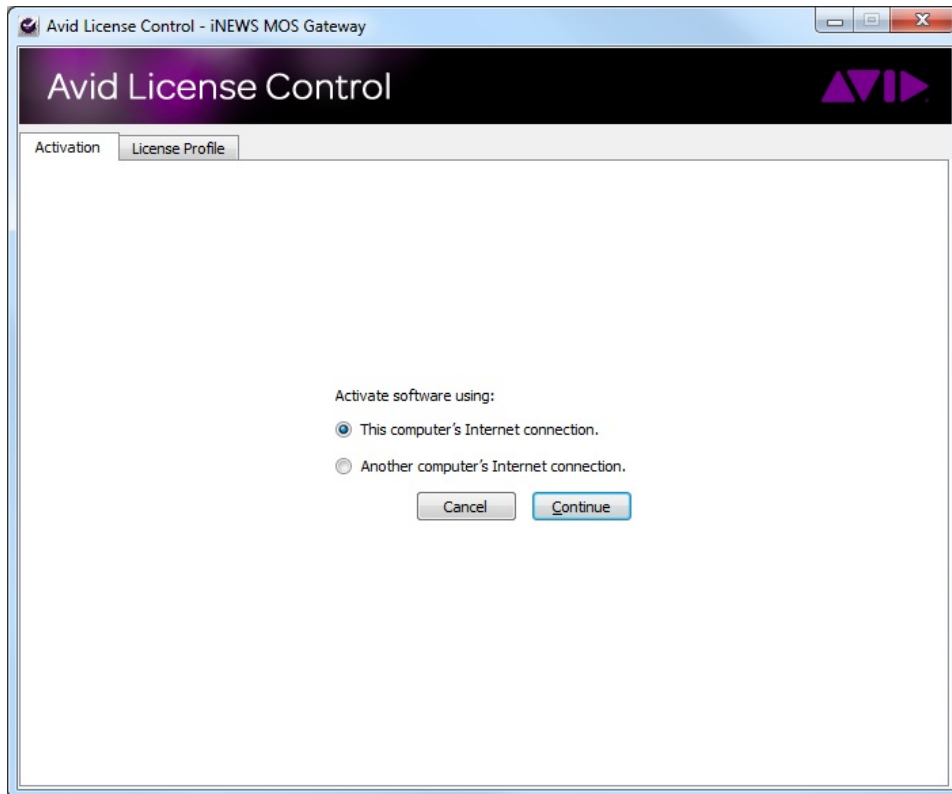 Avid License Control - iNEWS MOS Gateway
Avid License Control
AVID
Activation
License Profile
Activate software using:
This computer's Internet connection.
Another computer's Internet connection.
Cancel
Continue